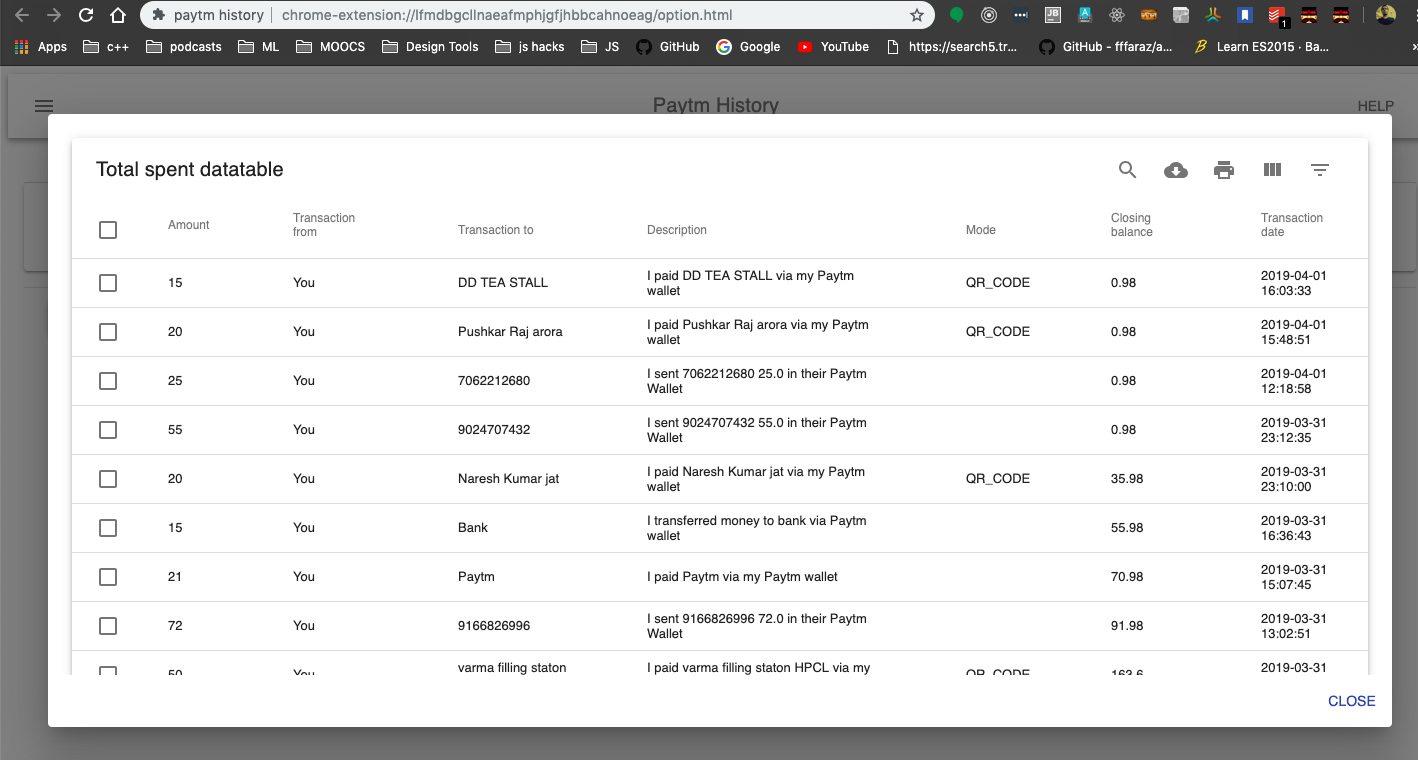 paytm history
chrome-extension://lfmdbgcllnaeafmphjgfjhbbcahnoeag/option.html
JB
A
1
Apps
c++
podcasts
ML
MOOCS
Design Tools
js hacks
JS
GitHub
Google
YouTube
https://search5.tr...
GitHub - fffaraz/a...
Learn ES2015 · Ba...
»
Paytm History
HELP
Total spent datatable
Amount
Transaction
from
Transaction to
Description
Mode
Closing
balance
Transaction
date
15
You
DD TEA STALL
I paid DD TEA STALL via my Paytm
wallet
QR_CODE
0.98
2019-04-01
16:03:33
20
You
Pushkar Raj arora
I paid Pushkar Raj arora via my Paytm
wallet
QR_CODE
0.98
2019-04-01
15:48:51
25
You
7062212680
I sent 7062212680 25.0 in their Paytm
Wallet
0.98
2019-04-01
12:18:58
55
You
9024707432
I sent 9024707432 55.0 in their Paytm
Wallet
0.98
2019-03-31
23:12:35
20
You
Naresh Kumar jat
I paid Naresh Kumar jat via my Paytm
wallet
QR_CODE
35.98
2019-03-31
23:10:00
15
You
Bank
I transferred money to bank via Paytm
wallet
55.98
2019-03-31
16:36:43
21
You
Paytm
I paid Paytm via my Paytm wallet
70.98
2019-03-31
15:07:45
72
You
9166826996
I sent 9166826996 72.0 in their Paytm
Wallet
91.98
2019-03-31
13:02:51
50
You
varma filling staton
I paid varma filling staton HPCL via my
QR_CODE
163.6
2019-03-31
CLOSE